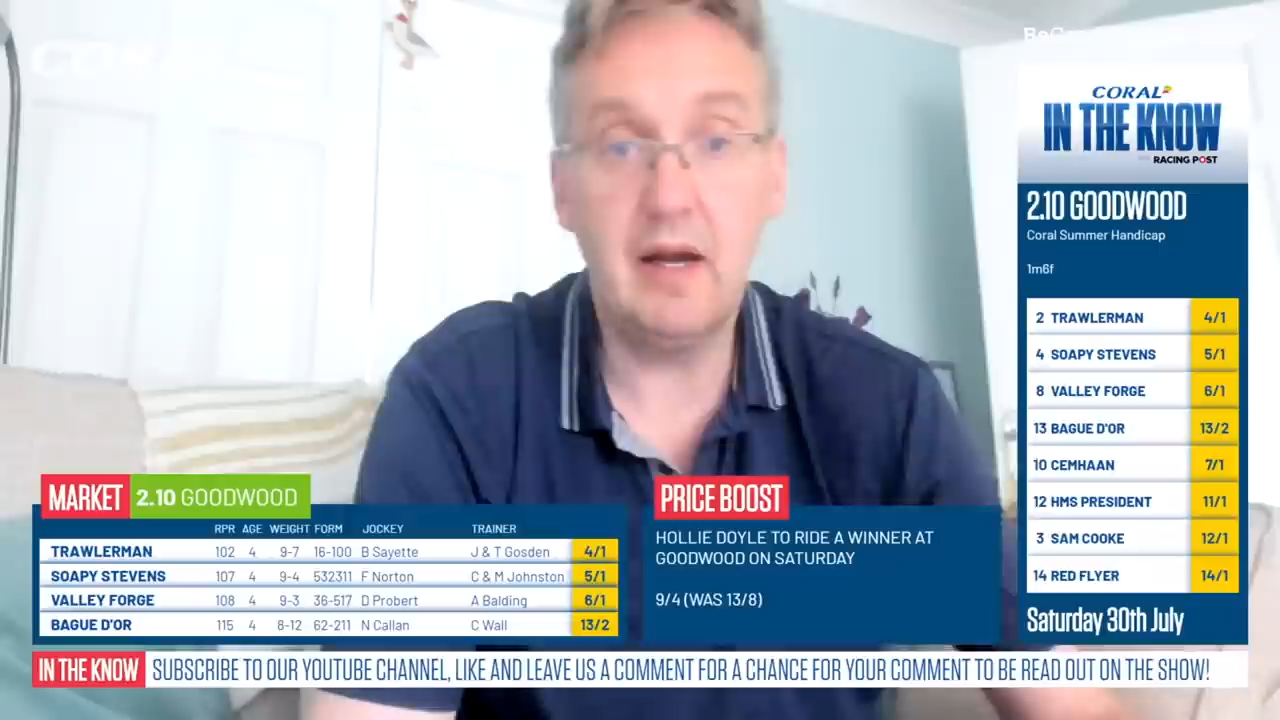 CORAL
CORAL
IN THE KNOW
RACING POST
2.10 GOODWOOD
Coral Summer Handicap
1m6f
2 TRAWLERMAN 4/1
4 SOAPY STEVENS 5/1
8 VALLEY FORGE 6/1
13 BAGUE D'OR 13/2
10 CEMHAAN 7/1
12 HMS PRESIDENT 11/1
3 SAM COOKE 12/1
14 RED FLYER 14/1
Saturday 30th July
MARKET 2.10 GOODWOOD
RPR AGE WEIGHT FORM JOCKEY TRAINER
TRAWLERMAN 102 4 9-7 16-100 B Sayette J & T Gosden 4/1
SOAPY STEVENS 107 4 9-4 532311 F Norton C & M Johnston 5/1
VALLEY FORGE 108 4 9-3 36-517 D Probert A Balding 6/1
BAGUE D'OR 115 4 8-12 62-211 N Callan C Wall 13/2
PRICE BOOST
HOLLIE DOYLE TO RIDE A WINNER AT
GOODWOOD ON SATURDAY
9/4 (WAS 13/8)
IN THE KNOW SUBSCRIBE TO OUR YOUTUBE CHANNEL, LIKE AND LEAVE US A COMMENT FOR A CHANCE FOR YOUR COMMENT TO BE READ OUT ON THE SHOW!